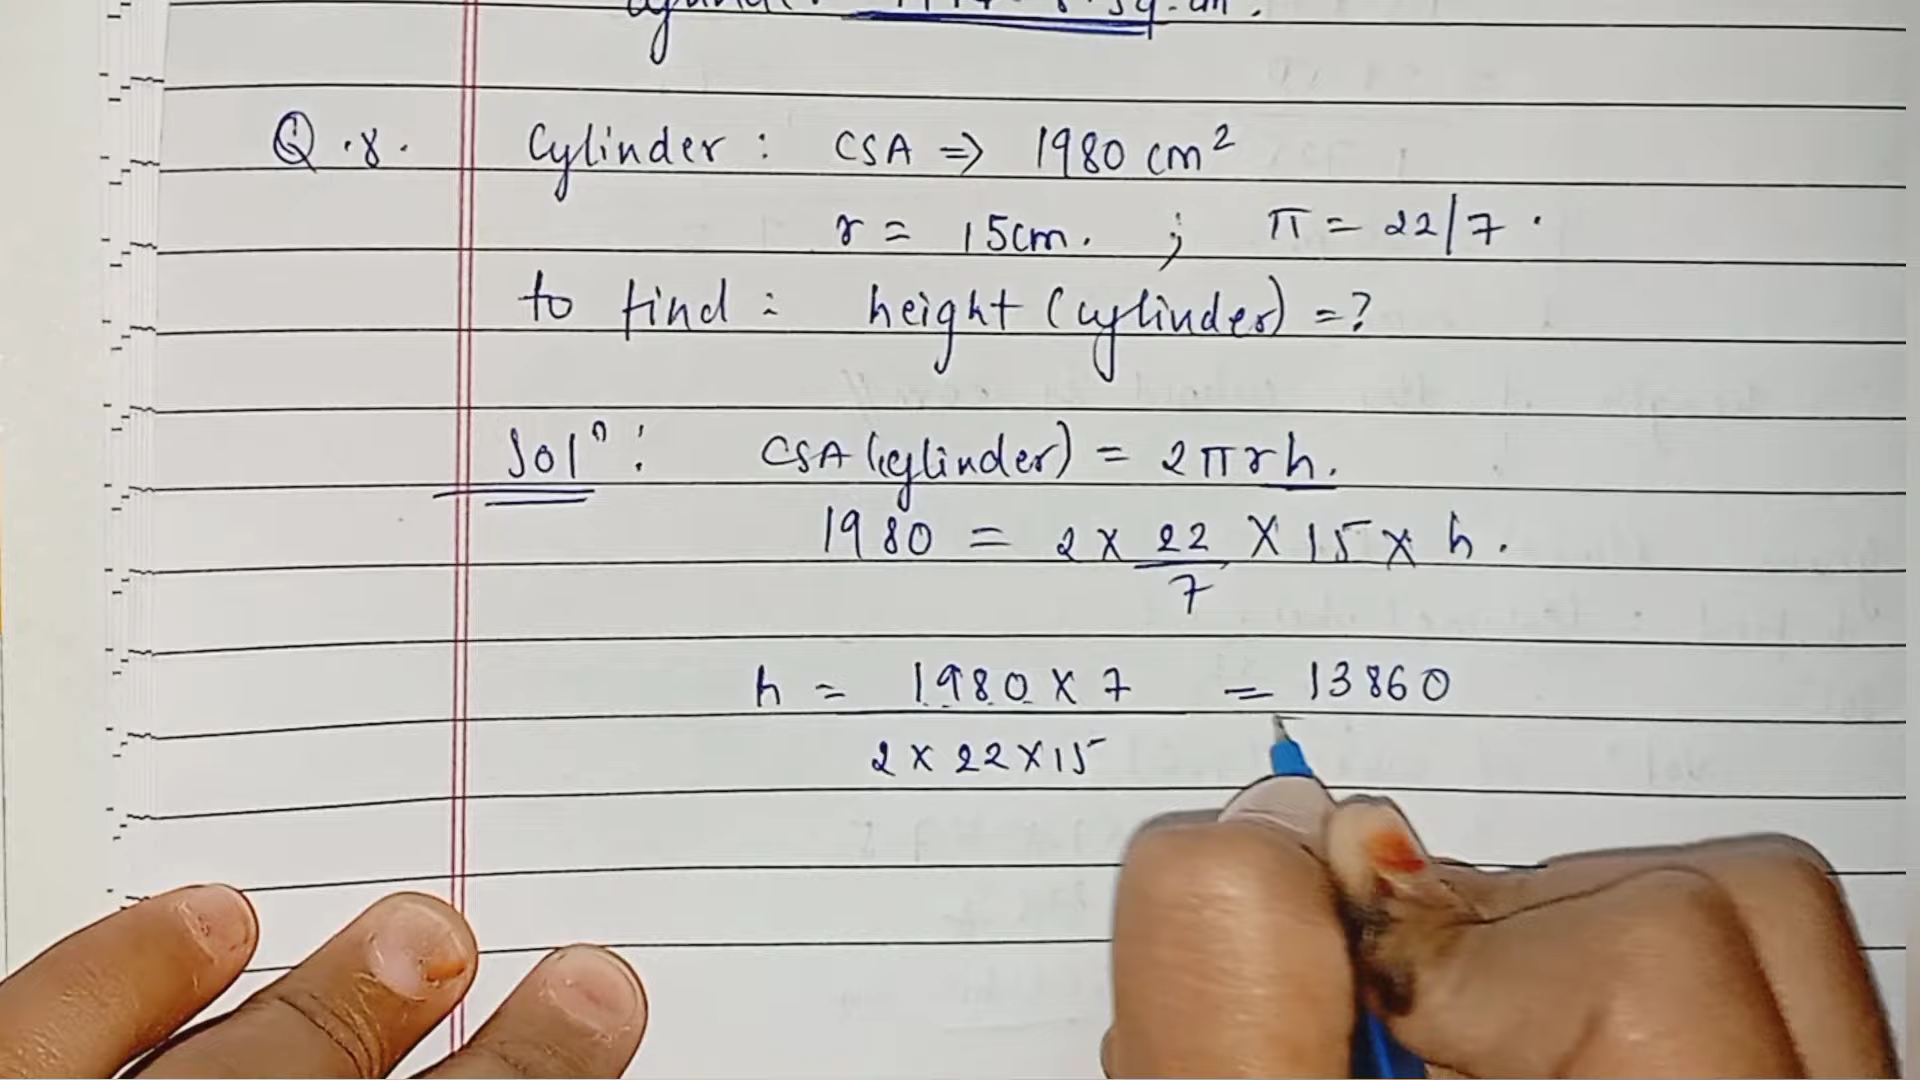 Q.8. Cylinder: CSA => 1980 cm²
r = 15cm. ; π = 22/7.
to find : height (cylinder) = ?
Solⁿ: CSA (cylinder) = 2πrh.
1980 = 2 × 22/7 × 15 × h.
h = 1980 × 7 = 13860
2 × 22 × 15